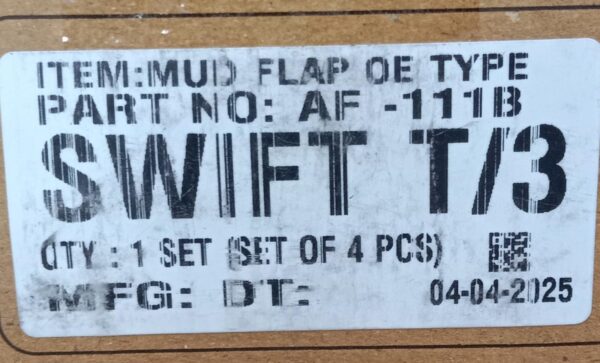 ITEM:MUD FLAP OE TYPE
PART NO: AF -111B
SWIFT T/3
QTY : 1 SET (SET OF 4 PCS)
MFG: DT: 04-04-2025